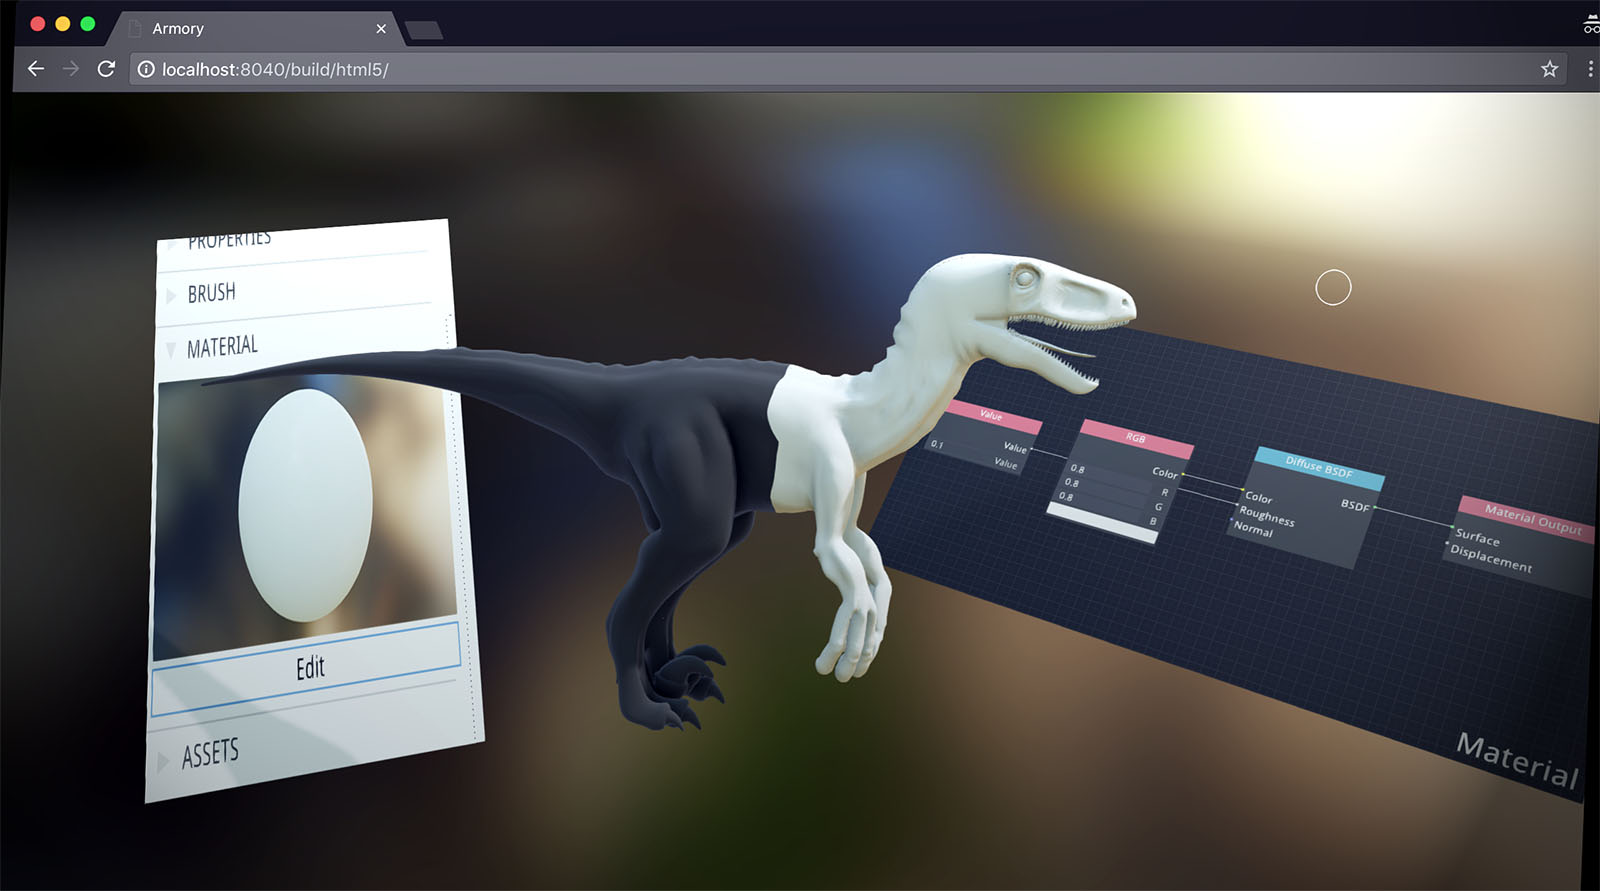 Armory
localhost:8040/build/html5/
PROPERTIES
BRUSH
MATERIAL
Edit
ASSETS
Value
Value
0.1
Value
RGB
Color
0.8
R
0.8
G
0.8
B
Diffuse BSDF
BSDF
Color
Roughness
Normal
Material Output
Surface
Displacement
Material